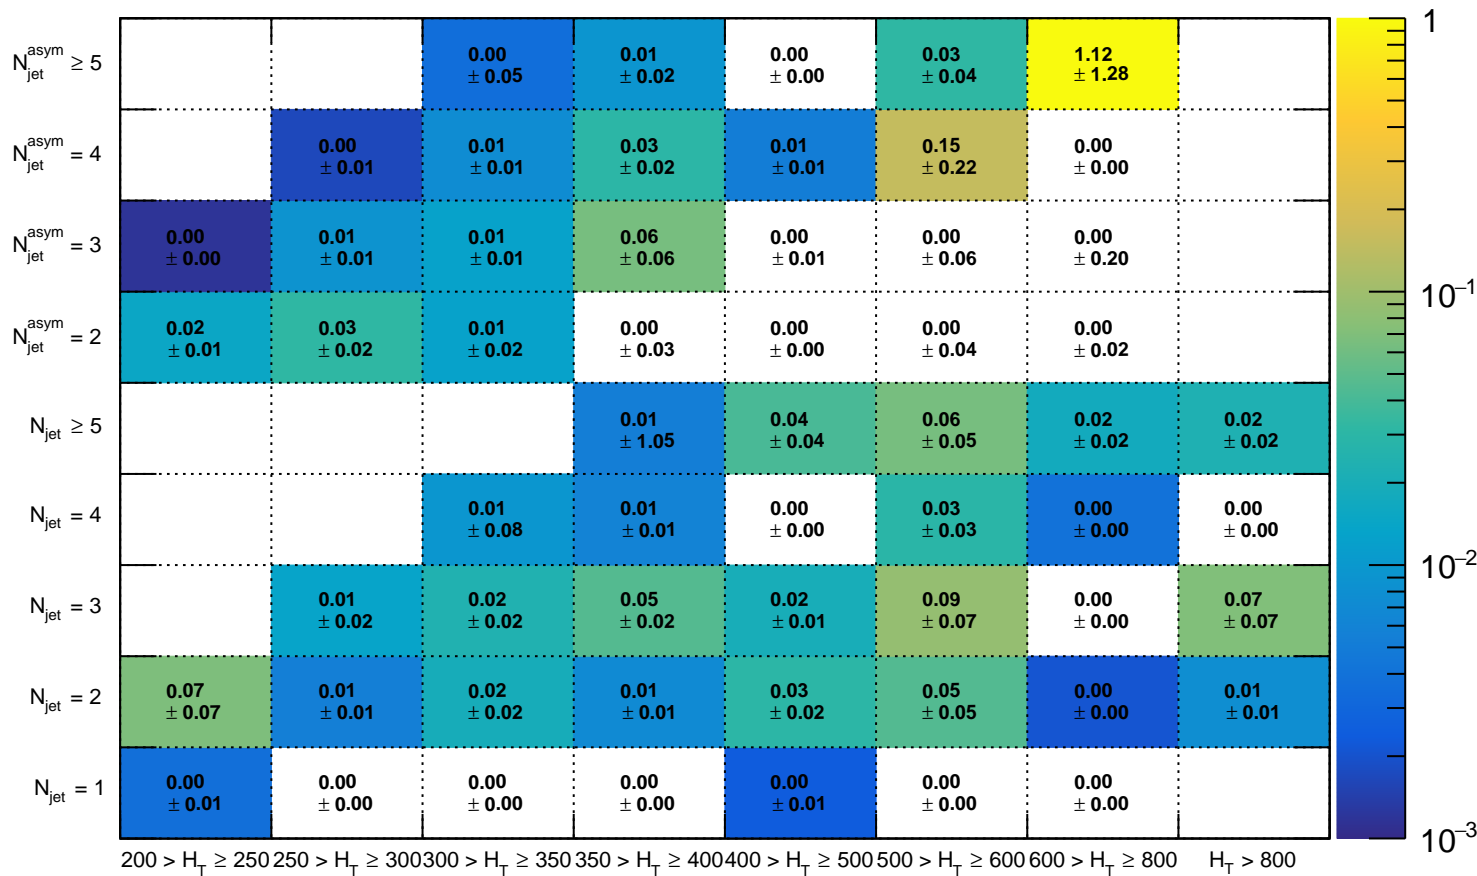 N_jet^asym ≥ 5 0.00 0.01 0.00 0.03 1.12
± 0.05 ± 0.02 ± 0.00 ± 0.04 ± 1.28
N_jet^asym = 4 0.00 0.01 0.03 0.01 0.15 0.00
± 0.01 ± 0.01 ± 0.02 ± 0.01 ± 0.22 ± 0.00
N_jet^asym = 3 0.00 0.01 0.01 0.06 0.00 0.00 0.00
± 0.00 ± 0.01 ± 0.01 ± 0.06 ± 0.01 ± 0.06 ± 0.20
N_jet^asym = 2 0.02 0.03 0.01 0.00 0.00 0.00 0.00
± 0.01 ± 0.02 ± 0.02 ± 0.03 ± 0.00 ± 0.04 ± 0.02
N_jet ≥ 5 0.01 0.04 0.06 0.02 0.02
± 1.05 ± 0.04 ± 0.05 ± 0.02 ± 0.02
N_jet = 4 0.01 0.01 0.00 0.03 0.00 0.00
± 0.08 ± 0.01 ± 0.00 ± 0.03 ± 0.00 ± 0.00
N_jet = 3 0.01 0.02 0.05 0.02 0.09 0.00 0.07
± 0.02 ± 0.02 ± 0.02 ± 0.01 ± 0.07 ± 0.00 ± 0.07
N_jet = 2 0.07 0.01 0.02 0.01 0.03 0.05 0.00 0.01
± 0.07 ± 0.01 ± 0.02 ± 0.01 ± 0.02 ± 0.05 ± 0.00 ± 0.01
N_jet = 1 0.00 0.00 0.00 0.00 0.00 0.00 0.00
± 0.01 ± 0.00 ± 0.00 ± 0.00 ± 0.01 ± 0.00 ± 0.00
200 > H_T ≥ 250 250 > H_T ≥ 300 300 > H_T ≥ 350 350 > H_T ≥ 400 400 > H_T ≥ 500 500 > H_T ≥ 600 600 > H_T ≥ 800 H_T > 800
1
10^−1
10^−2
10^−3